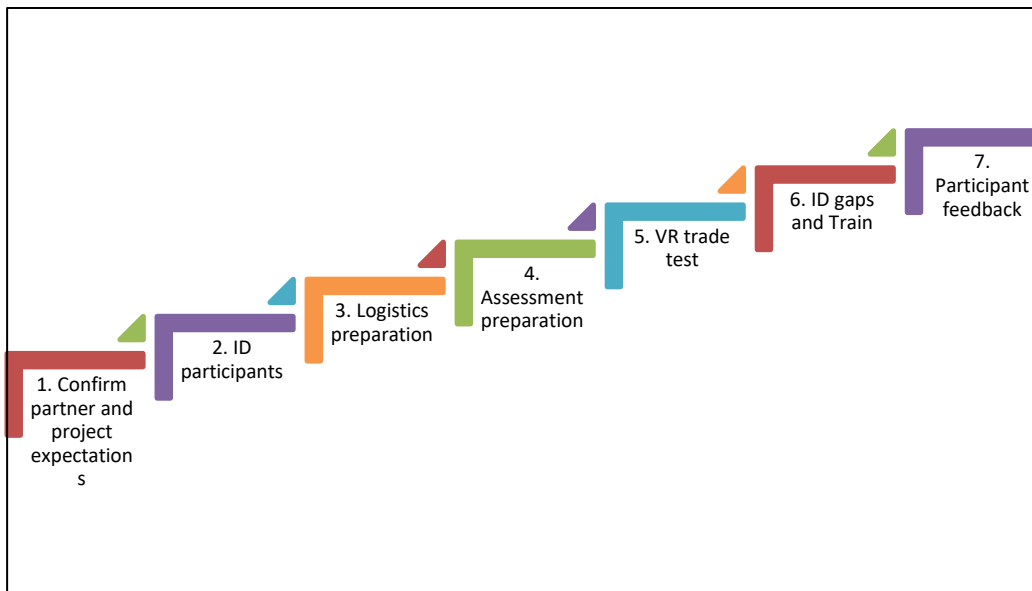 1. Confirm
partner and
project
expectation
s
2. ID
participants
3. Logistics
preparation
4.
Assessment
preparation
5. VR trade
test
6. ID gaps
and Train
7.
Participant
feedback